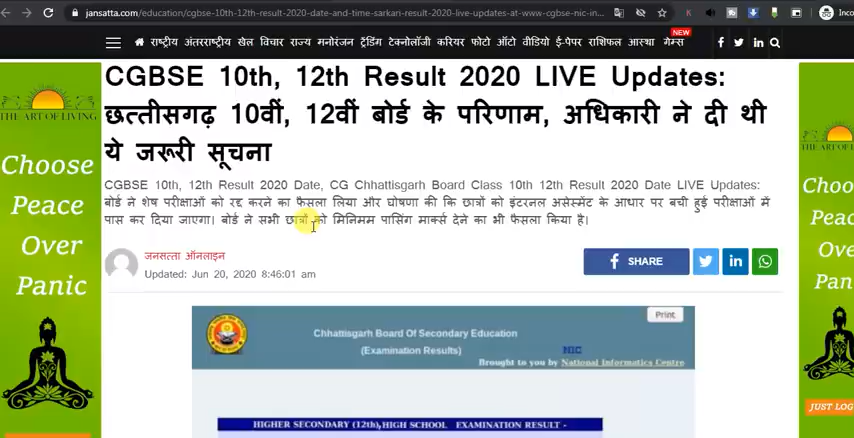 jansatta.com/education/cgbse-10th-12th-result-2020-date-and-time-sarkari-result-2020-live-updates-at-www-cgbse-nic-in...
राष्ट्रीय अंतरराष्ट्रीय खेल विचार राज्य मनोरंजन ट्रेंडिंग टेक्नोलॉजी करियर फोटो ऑटो वीडियो ई-पेपर राशिफल आस्था गेम्स NEW
CGBSE 10th, 12th Result 2020 LIVE Updates:
छत्तीसगढ़ 10वीं, 12वीं बोर्ड के परिणाम, अधिकारी ने दी थी
ये जरूरी सूचना
CGBSE 10th, 12th Result 2020 Date, CG Chhattisgarh Board Class 10th 12th Result 2020 Date LIVE Updates:
बोर्ड ने शेष परीक्षाओं को रद्द करने का फैसला लिया और घोषणा की कि छात्रों को इंटरनल असेस्मेंट के आधार पर बची हुई परीक्षाओं में
पास कर दिया जाएगा। बोर्ड ने सभी छात्रों को मिनिमम पासिंग मार्क्स देने का भी फैसला किया है।
जनसत्ता ऑनलाइन
Updated: Jun 20, 2020 8:46:01 am
SHARE
THE ART OF LIVING
Choose
Peace
Over
Panic
Print
Chhattisgarh Board Of Secondary Education
(Examination Results)
NIC
Brought to you by National Informatics Centre
HIGHER SECONDARY (12th),HIGH SCHOOL EXAMINATION RESULT -
THE ART
Choo
Pea
Ove
Pan
JUST LOG